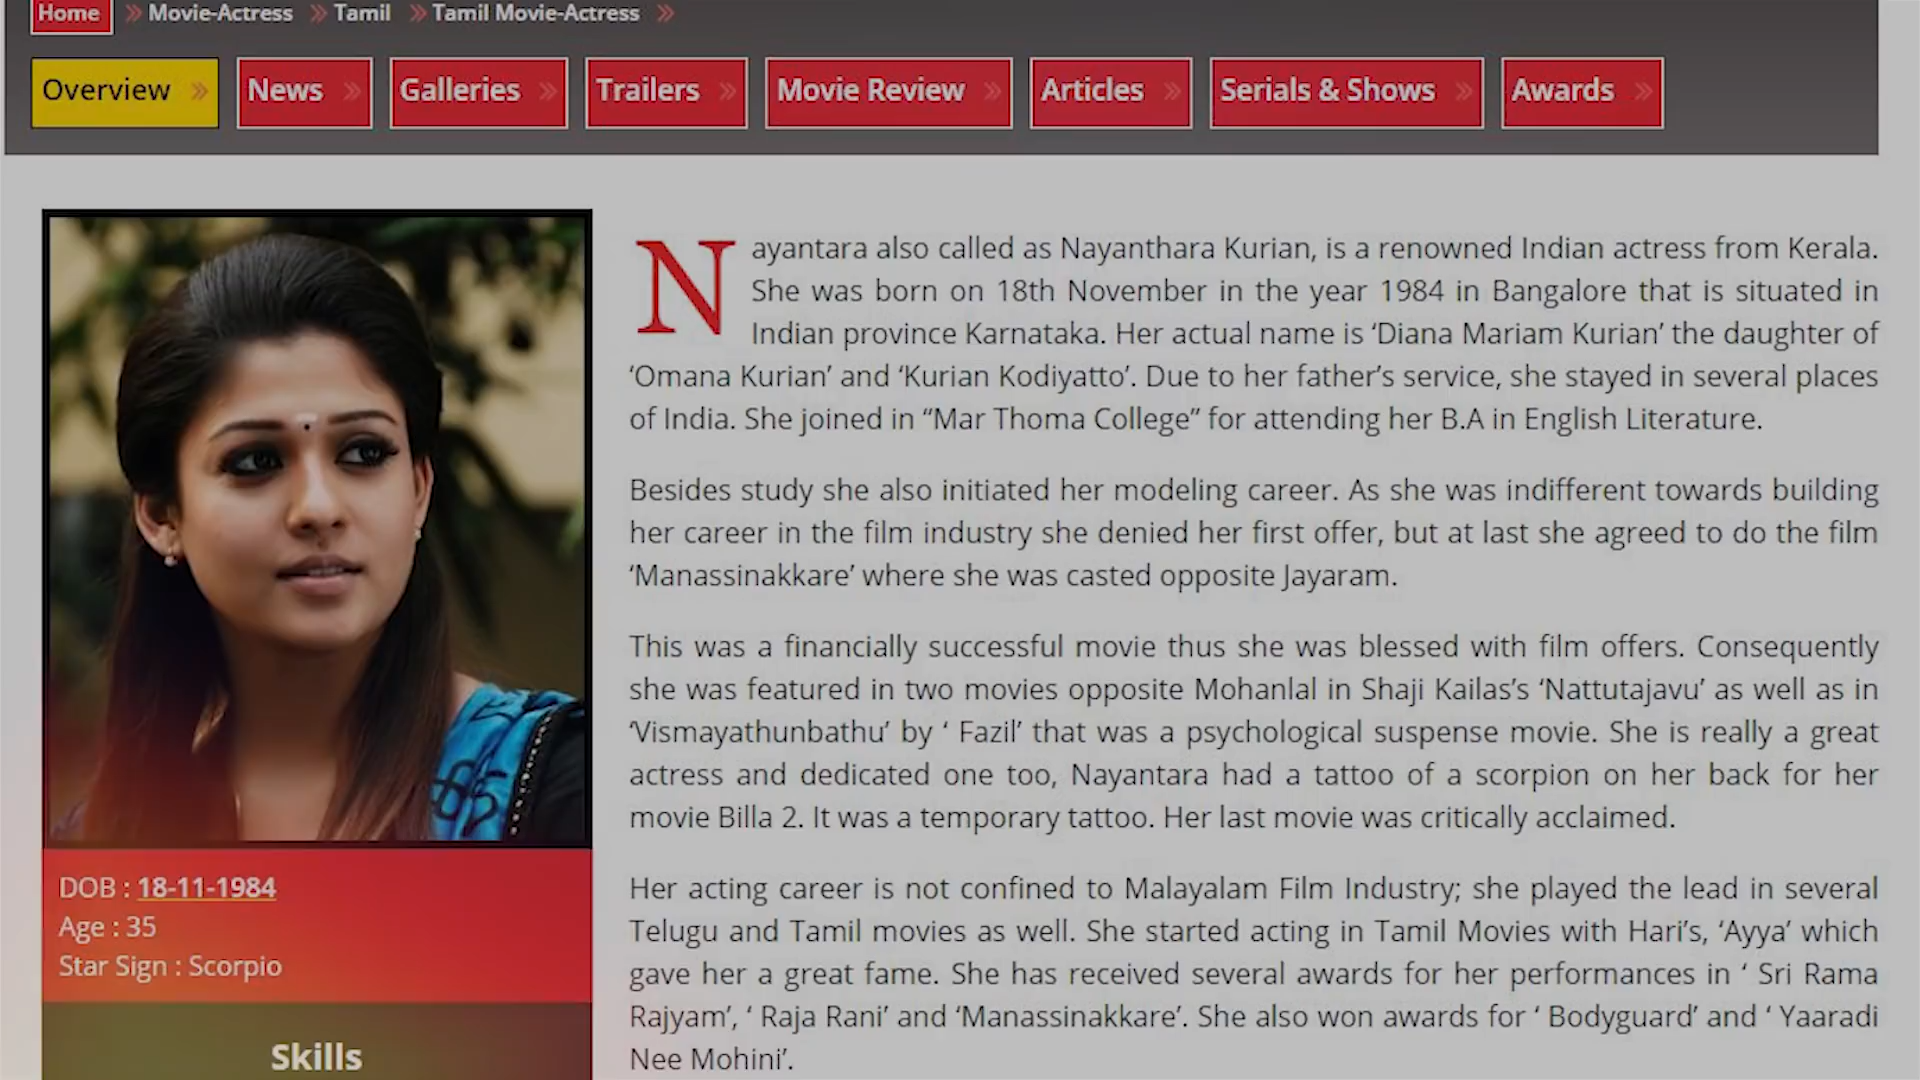 Home » Movie-Actress » Tamil » Tamil Movie-Actress »
Overview » News » Galleries » Trailers » Movie Review » Articles » Serials & Shows » Awards »
Nayantara also called as Nayanthara Kurian, is a renowned Indian actress from Kerala.
She was born on 18th November in the year 1984 in Bangalore that is situated in
Indian province Karnataka. Her actual name is ‘Diana Mariam Kurian’ the daughter of
‘Omana Kurian’ and ‘Kurian Kodiyatto’. Due to her father’s service, she stayed in several places
of India. She joined in “Mar Thoma College” for attending her B.A in English Literature.
Besides study she also initiated her modeling career. As she was indifferent towards building
her career in the film industry she denied her first offer, but at last she agreed to do the film
‘Manassinakkare’ where she was casted opposite Jayaram.
This was a financially successful movie thus she was blessed with film offers. Consequently
she was featured in two movies opposite Mohanlal in Shaji Kailas’s ‘Nattutajavu’ as well as in
‘Vismayathunbathu’ by ‘ Fazil’ that was a psychological suspense movie. She is really a great
actress and dedicated one too, Nayantara had a tattoo of a scorpion on her back for her
movie Billa 2. It was a temporary tattoo. Her last movie was critically acclaimed.
Her acting career is not confined to Malayalam Film Industry; she played the lead in several
Telugu and Tamil movies as well. She started acting in Tamil Movies with Hari’s, ‘Ayya’ which
gave her a great fame. She has received several awards for her performances in ‘ Sri Rama
Rajyam’, ‘ Raja Rani’ and ‘Manassinakkare’. She also won awards for ‘ Bodyguard’ and ‘ Yaaradi
Nee Mohini’.
DOB : 18-11-1984
Age : 35
Star Sign : Scorpio
Skills